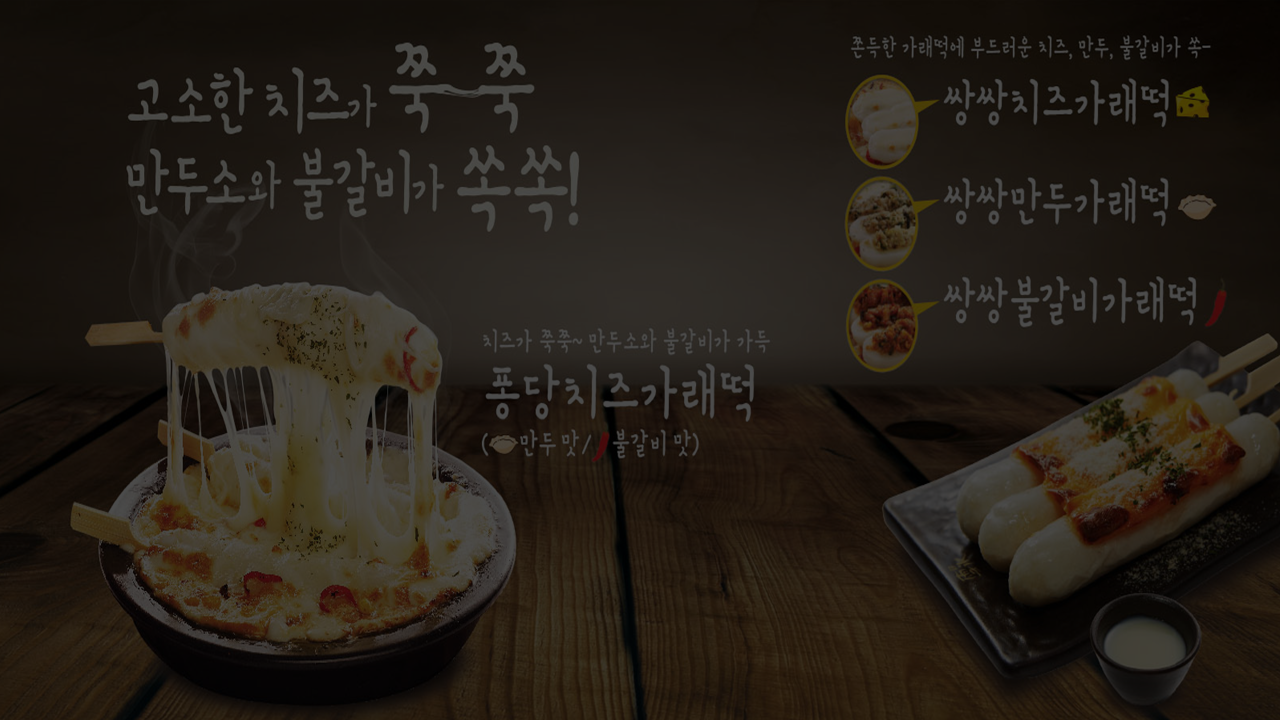 고소한 치즈가 쭉~쭉
만두소와 불갈비가 쏙쏙!
치즈가 쭉쭉~ 만두소와 불갈비가 가득
퐁당치즈가래떡
(만두 맛/불갈비 맛)
쫀득한 가래떡에 부드러운 치즈, 만두, 불갈비가 쏙-
쌍쌍치즈가래떡
쌍쌍만두가래떡
쌍쌍불갈비가래떡